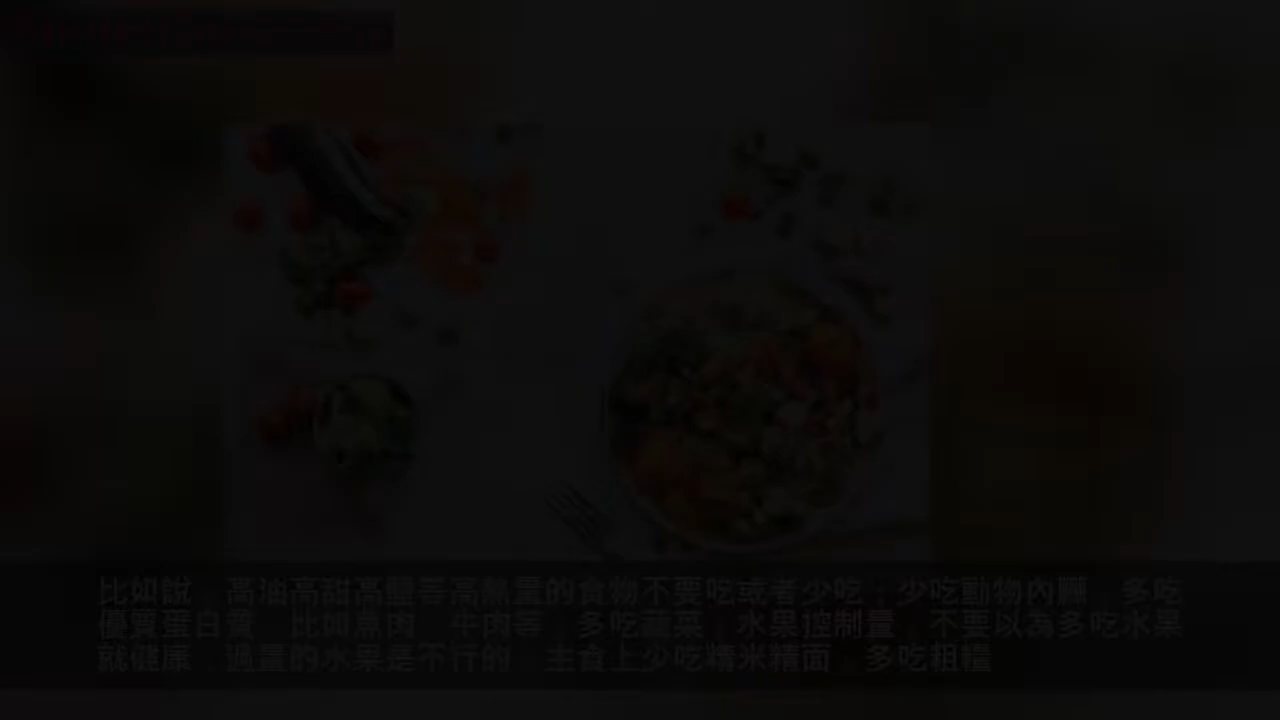 比如說 高油高甜高鹽等高熱量的食物不要吃或者少吃；少吃動物內臟 多吃
優質蛋白質 比如魚肉 牛肉等 多吃蔬菜 水果控制量 不要以為多吃水果
就健康 過量的水果是不行的 主食上少吃精米精面 多吃粗糧